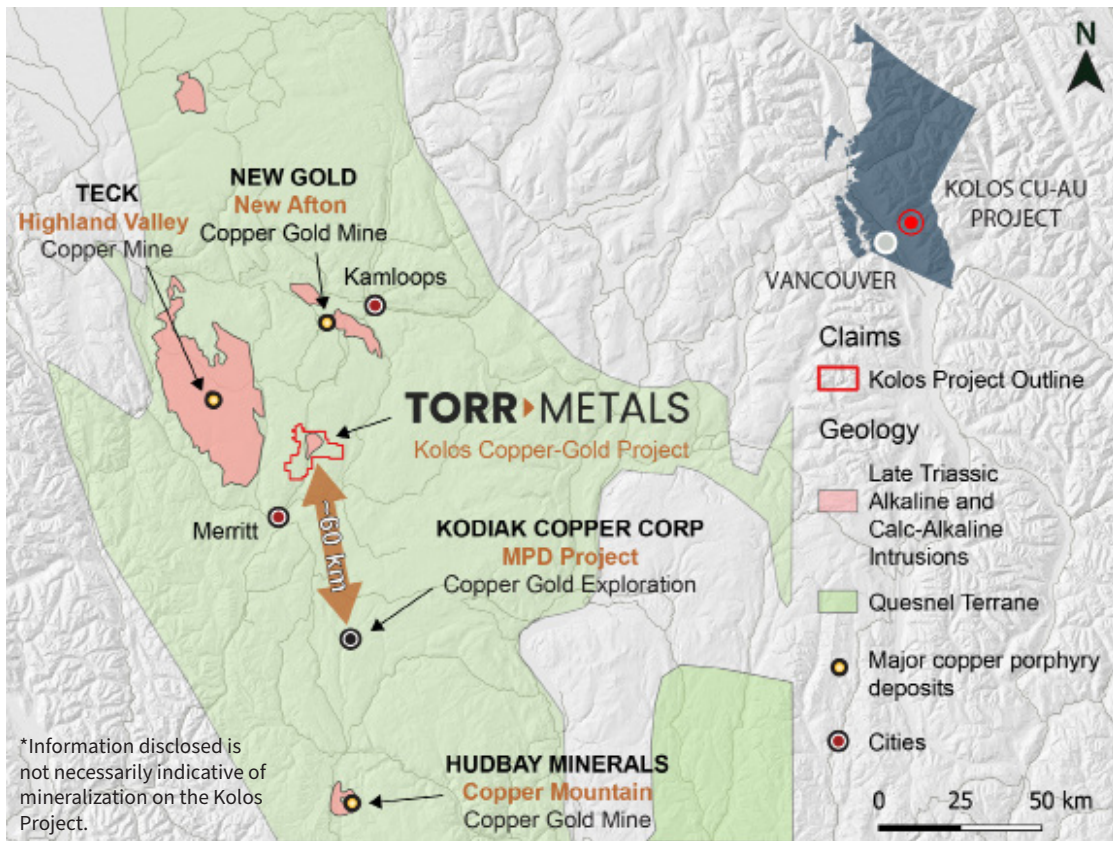 N
KOLOS CU-AU
PROJECT
VANCOUVER
TECK
Highland Valley
Copper Mine
NEW GOLD
New Afton
Copper Gold Mine
Kamloops
TORR METALS
Kolos Copper-Gold Project
Merritt
~60 km
KODIAK COPPER CORP
MPD Project
Copper Gold Exploration
HUDBAY MINERALS
Copper Mountain
Copper Gold Mine
*Information disclosed is
not necessarily indicative of
mineralization on the Kolos
Project.
Claims
Kolos Project Outline
Geology
Late Triassic
Alkaline and
Calc-Alkaline
Intrusions
Quesnel Terrane
Major copper porphyry
deposits
Cities
0 25 50 km